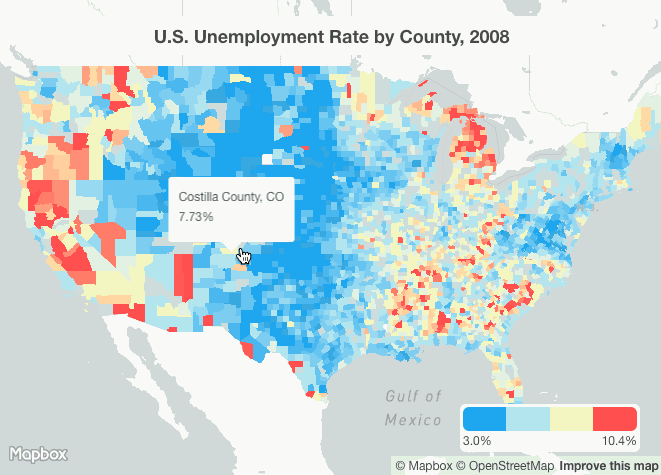 U.S. Unemployment Rate by County, 2008
Costilla County, CO
7.73%
Gulf of
Mexico
3.0% 10.4%
Mapbox
© Mapbox © OpenStreetMap Improve this map